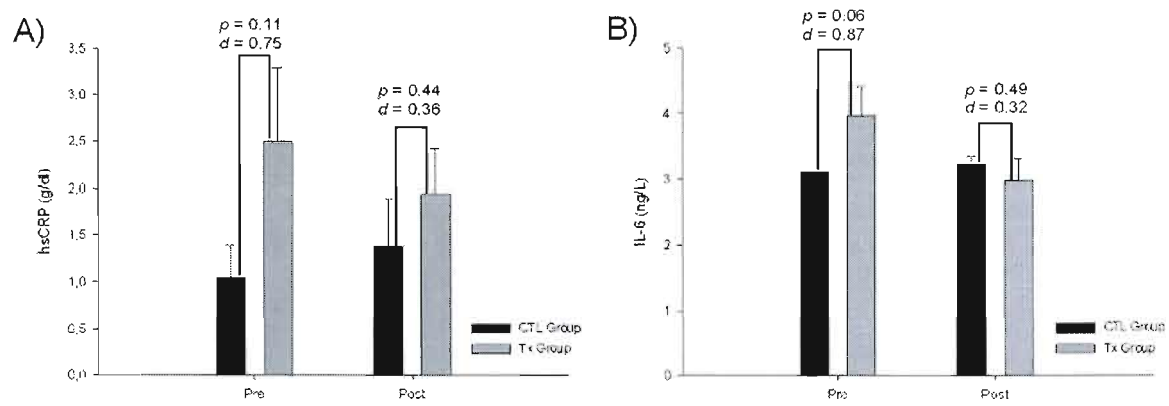 A)
p = 0.11
d = 0.75
p = 0.44
d = 0.36
3,5
3,0
2,5
2,0
1,5
1,0
0,5
0,0
hsCRP (g/dl)
CTL Group
Tx Group
Pre
Post
B)
p = 0.06
d = 0.87
p = 0.49
d = 0.32
5
4
3
2
1
0
IL-6 (ng/L)
CTL Group
Tx Group
Pre
Post